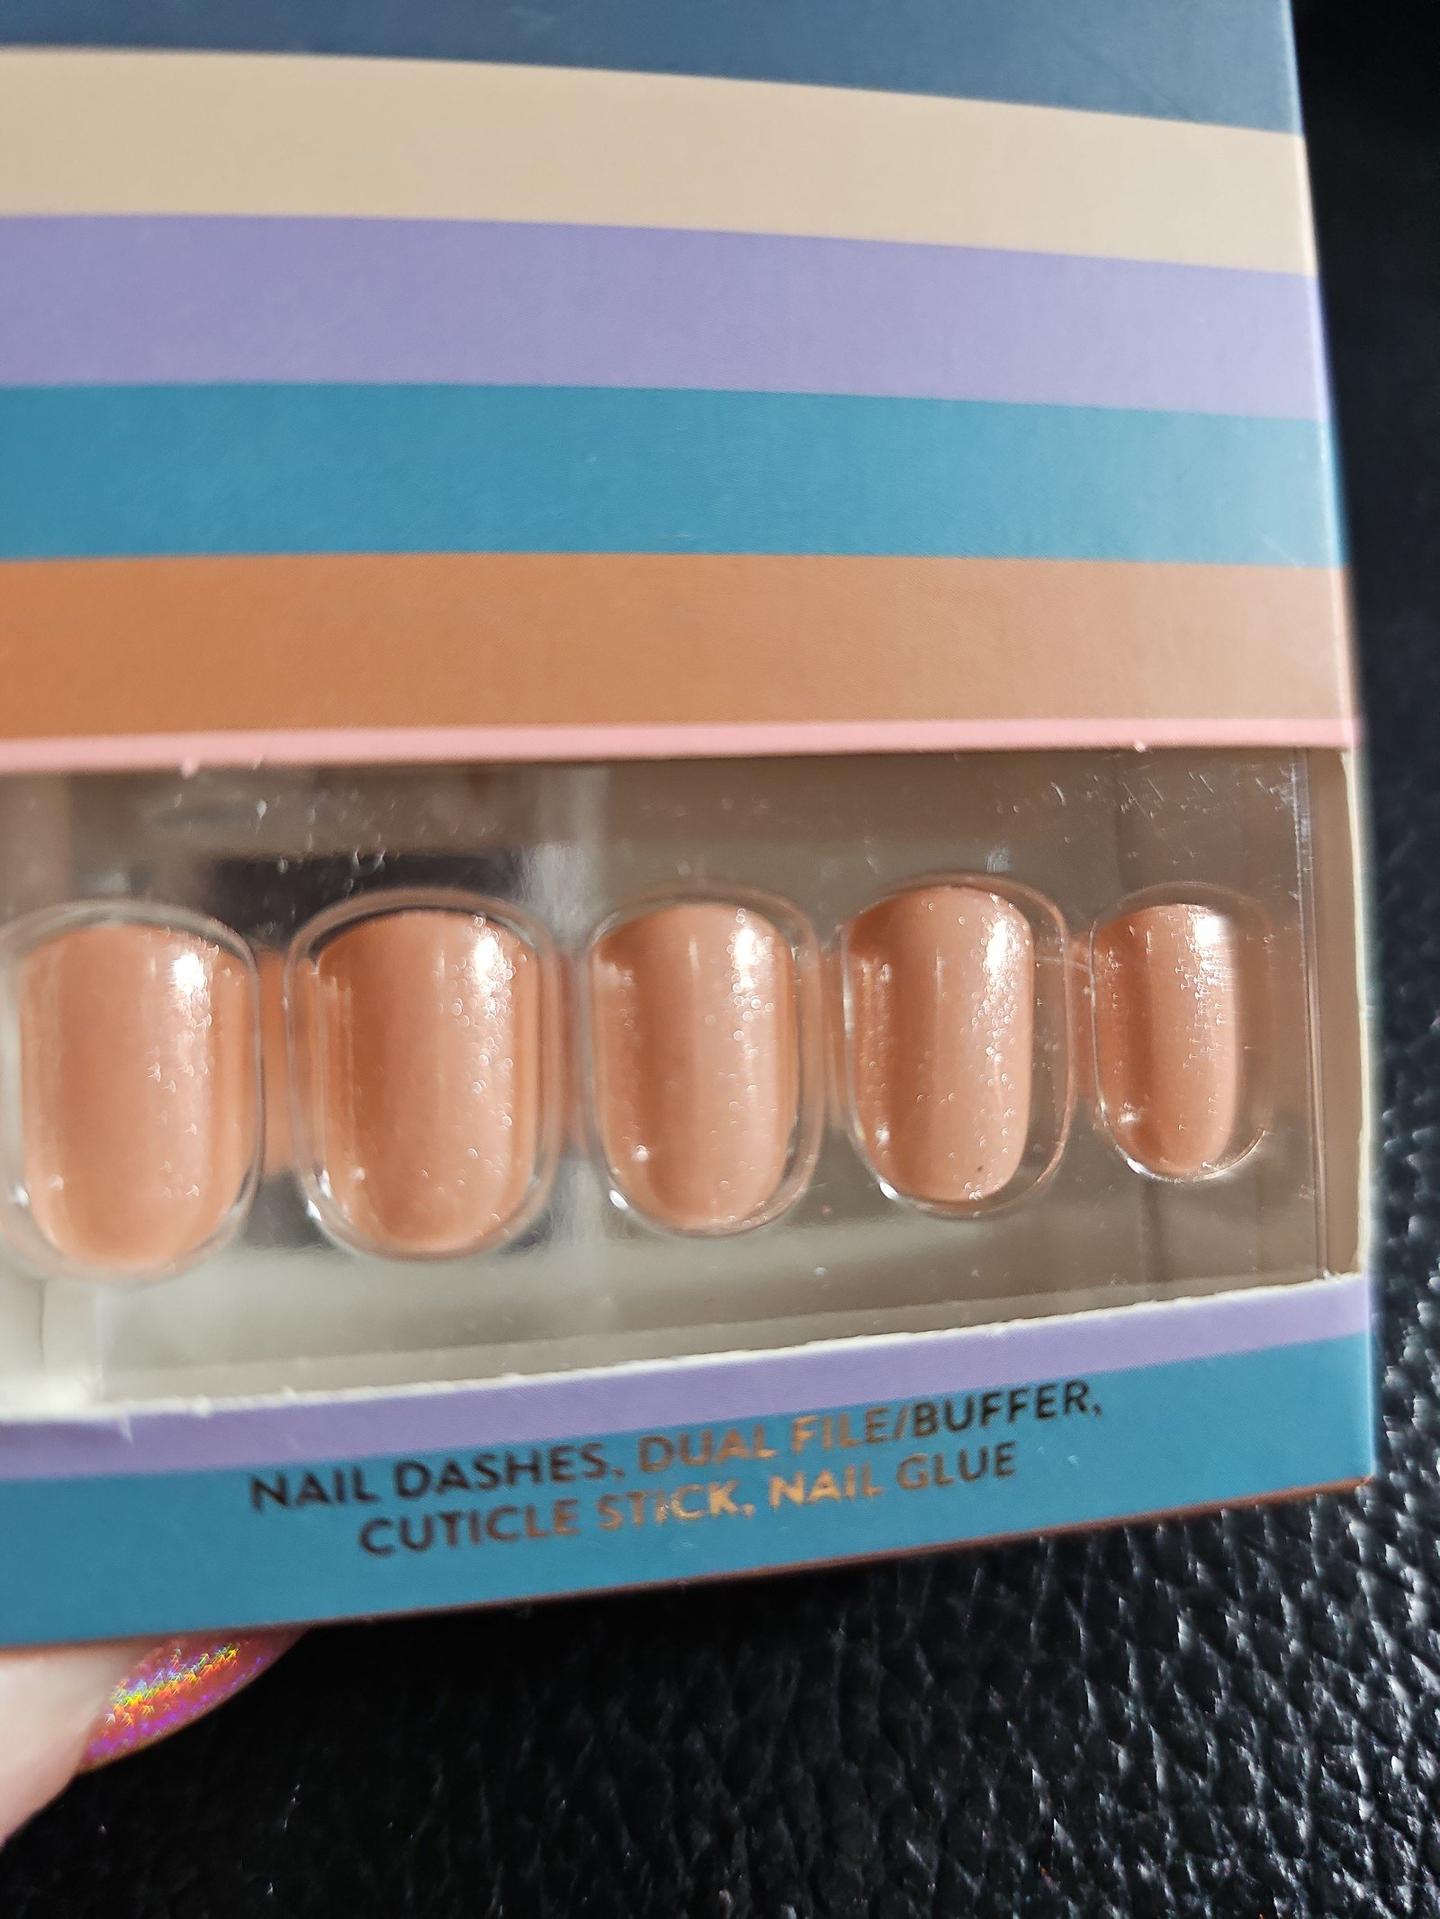 NAIL DASHES, DUAL FILE/BUFFER,
CUTICLE STICK, NAIL GLUE